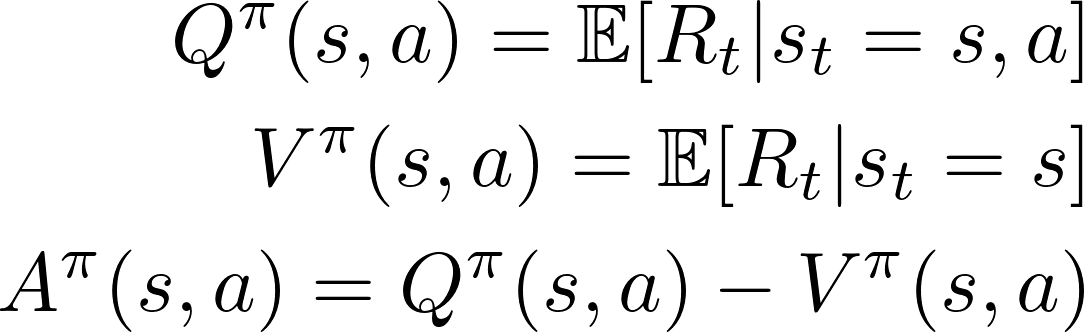 Q^π(s, a) = 𝔼[R_t|s_t = s, a]
V^π(s, a) = 𝔼[R_t|s_t = s]
A^π(s, a) = Q^π(s, a) − V^π(s, a)